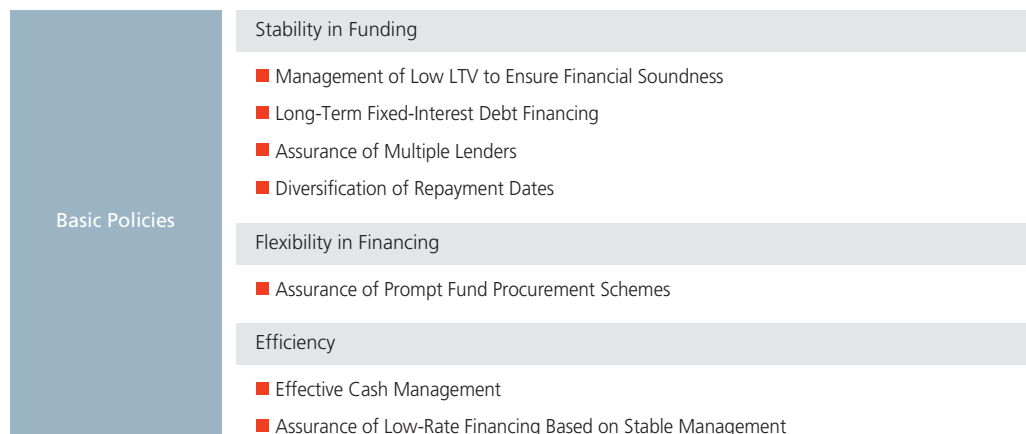 Basic Policies
Stability in Funding
Management of Low LTV to Ensure Financial Soundness
Long-Term Fixed-Interest Debt Financing
Assurance of Multiple Lenders
Diversification of Repayment Dates
Flexibility in Financing
Assurance of Prompt Fund Procurement Schemes
Efficiency
Effective Cash Management
Assurance of Low-Rate Financing Based on Stable Management